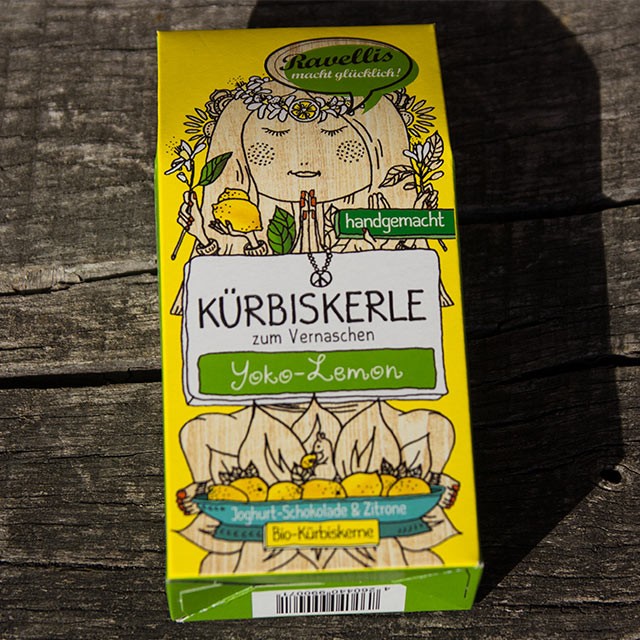 Ravellis
macht glücklich!
handgemacht
KÜRBISKERLE
zum Vernaschen
Yoko-Lemon
Joghurt-Schokolade & Zitrone
Bio-Kürbiskerne